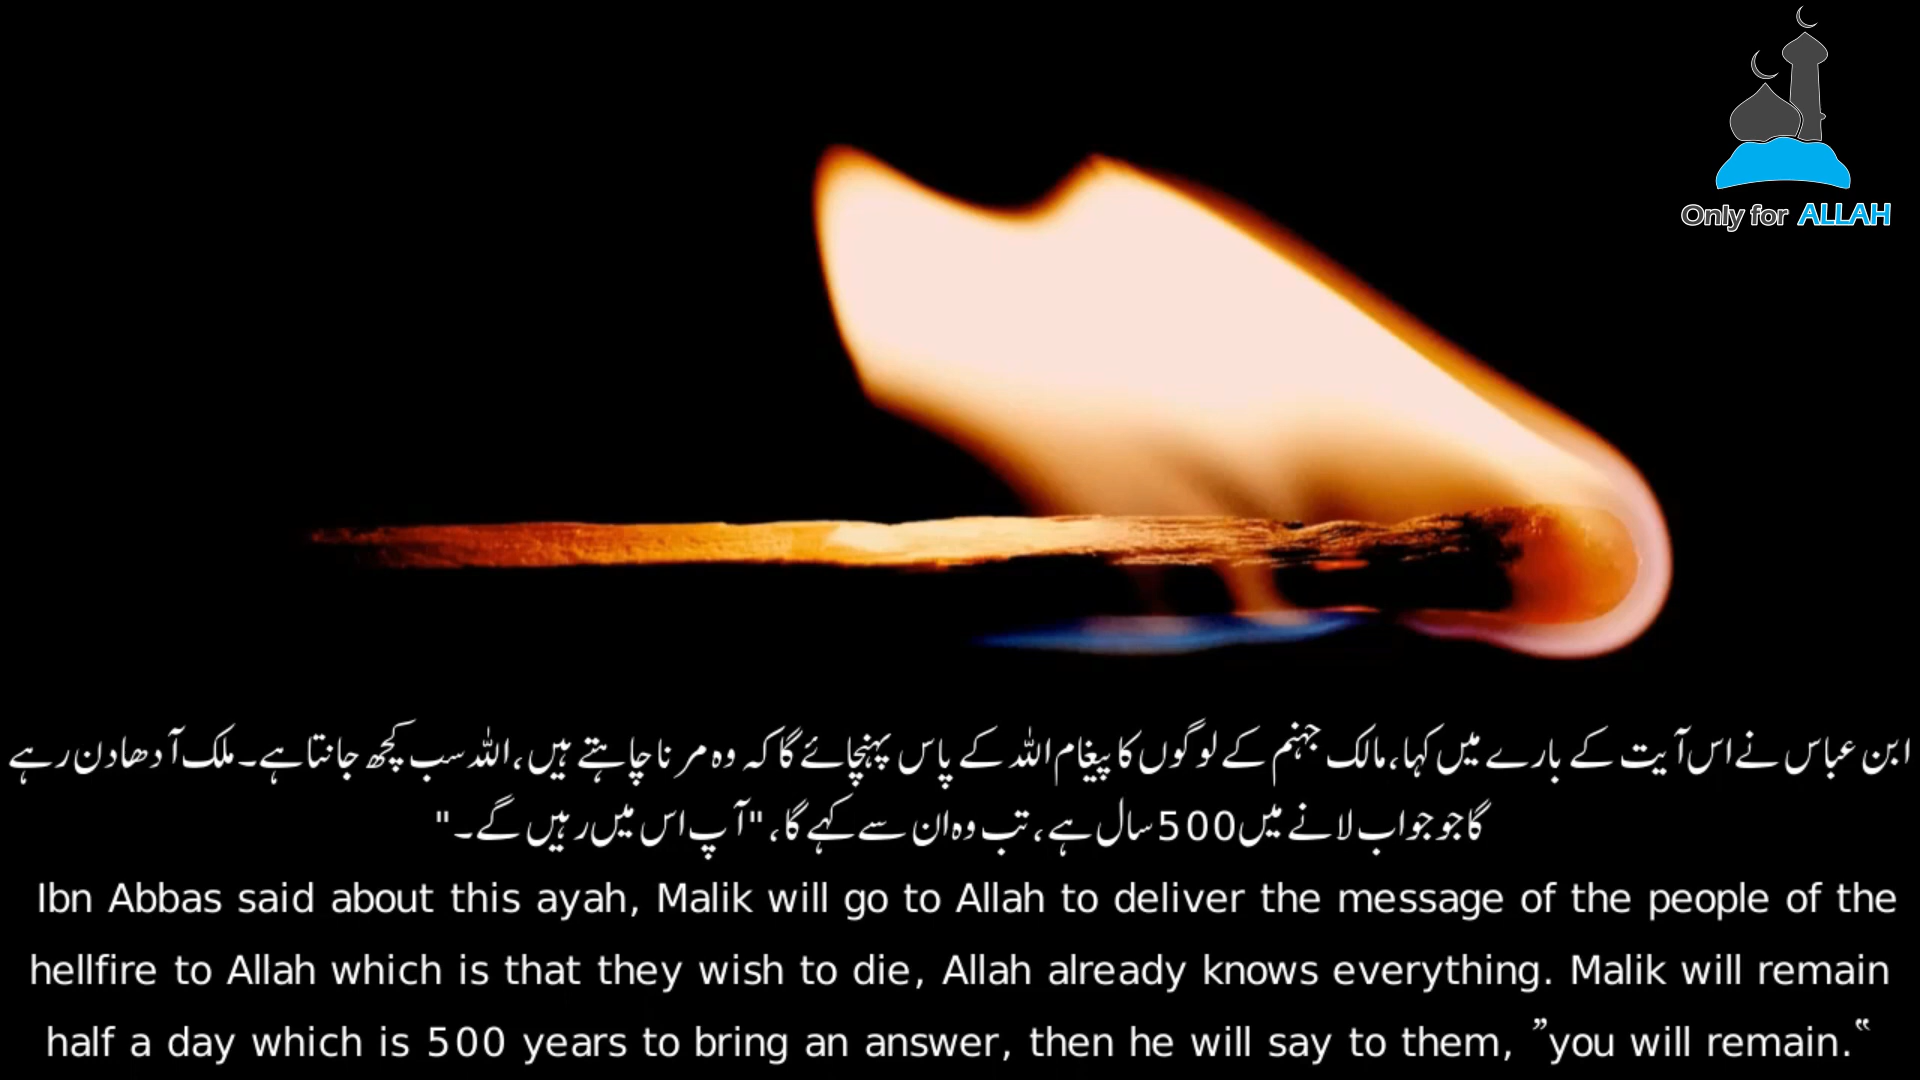 Only for ALLAH
ابن عباس نے اس آیت کے بارے میں کہا، مالک جہنم کے لوگوں کا پیغام اللہ کے پاس پہنچائے گا کہ وہ مرنا چاہتے ہیں، اللہ سب کچھ جانتا ہے۔ ملک آدھا دن رہے
گا جو جواب لانے میں 500 سال ہے، تب وہ ان سے کہے گا، "آپ اس میں رہیں گے۔"
Ibn Abbas said about this ayah, Malik will go to Allah to deliver the message of the people of the
hellfire to Allah which is that they wish to die, Allah already knows everything. Malik will remain
half a day which is 500 years to bring an answer, then he will say to them, ”you will remain.“